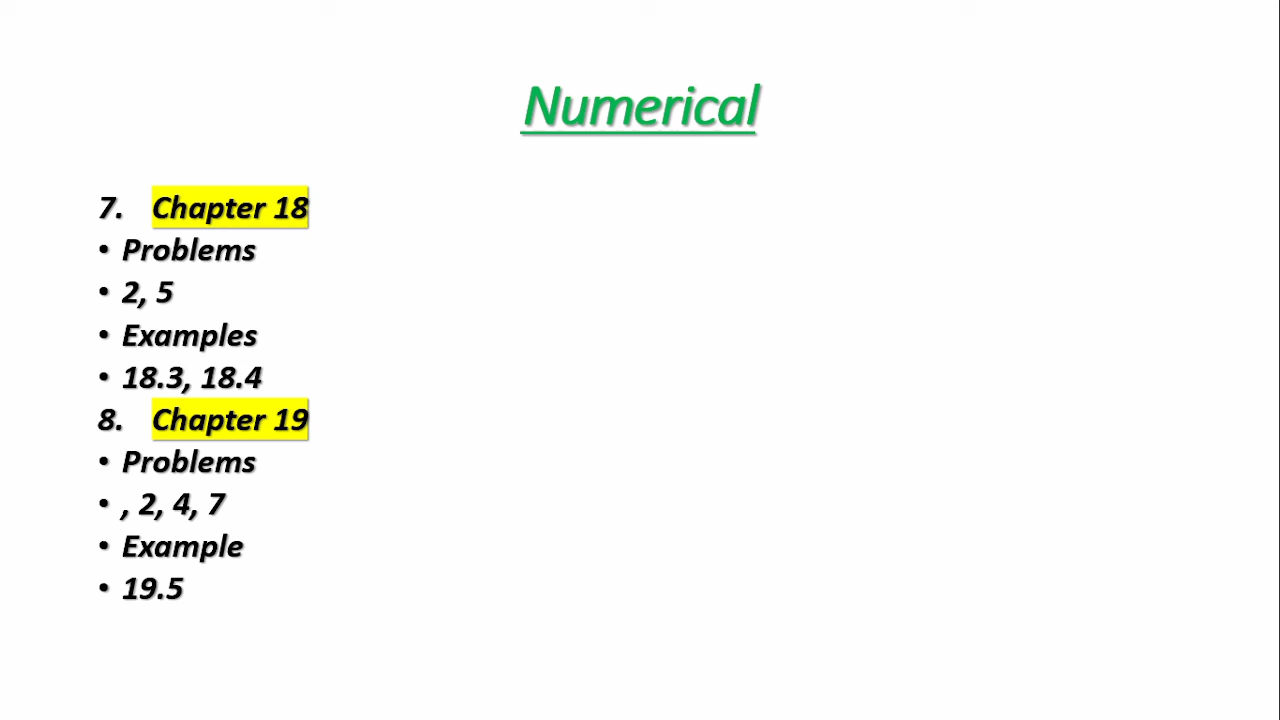 Numerical
7. Chapter 18
• Problems
• 2, 5
• Examples
• 18.3, 18.4
8. Chapter 19
• Problems
• , 2, 4, 7
• Example
• 19.5